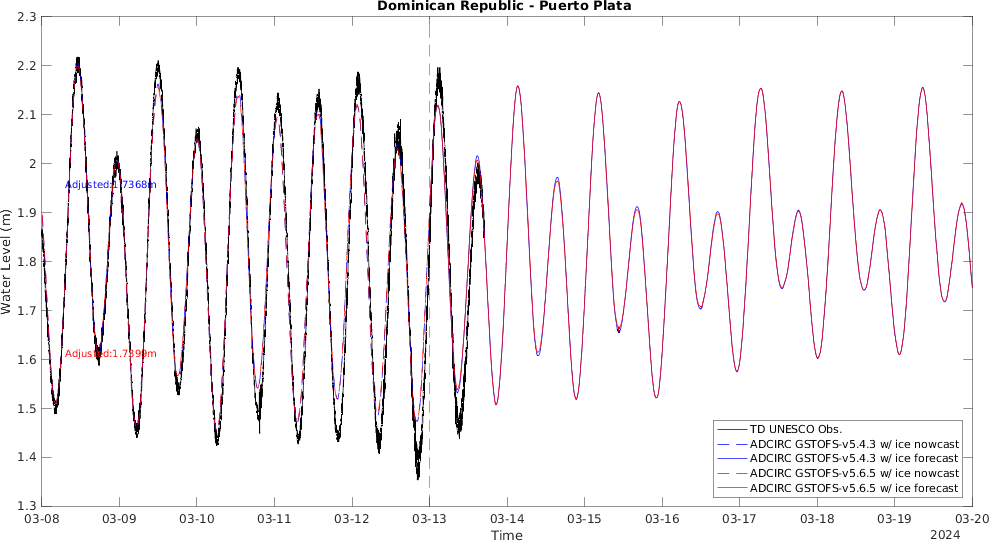 Dominican Republic - Puerto Plata
2.3
2.2
2.1
2
1.9
1.8
1.7
1.6
1.5
1.4
1.3
Water Level (m)
Adjusted:1.7368m
Adjusted:1.7399m
TD UNESCO Obs.
ADCIRC GSTOFS-v5.4.3 w/ ice nowcast
ADCIRC GSTOFS-v5.4.3 w/ ice forecast
ADCIRC GSTOFS-v5.6.5 w/ ice nowcast
ADCIRC GSTOFS-v5.6.5 w/ ice forecast
03-08 03-09 03-10 03-11 03-12 03-13 03-14 03-15 03-16 03-17 03-18 03-19 03-20
Time
2024